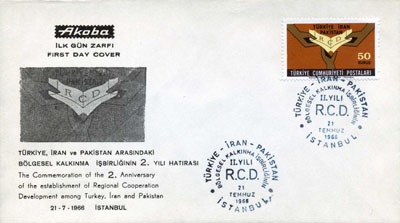 Akoba
İLK GÜN ZARFI
FIRST DAY COVER
R C D
TÜRKİYE, İRAN ve PAKİSTAN ARASINDAKİ
BÖLGESEL KALKINMA İŞBİRLİĞİNİN 2. YILI HATIRASI
The Commemoration of the 2. Anniversary
of the establishment of Regional Cooperation
Development among Turkey, İran and Pakistan
21-7-1966 İSTANBUL
TÜRKİYE İRAN
PAKİSTAN
R C D
50
KURUŞ
TÜRKİYE CUMHURİYETİ POSTALARI
TÜRKİYE - İRAN - PAKİSTAN
BÖLGESEL KALKINMA İŞBİRLİĞİ
II. YILI
R.C.D.
21
TEMMUZ
1966
İSTANBUL
TÜRKİYE - İRAN - PAKİSTAN
BÖLGESEL KALKINMA İŞBİRLİĞİ
II. YILI
R.C.D.
21
TEMMUZ
1966
İSTANBUL